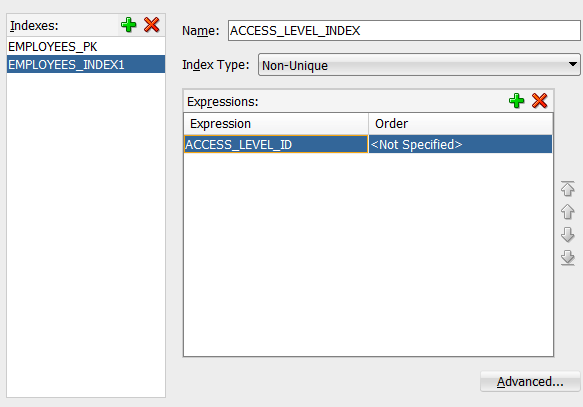 Indexes:
EMPLOYEES_PK
EMPLOYEES_INDEX1
Name: ACCESS_LEVEL_INDEX
Index Type: Non-Unique
Expressions:
Expression Order
ACCESS_LEVEL_ID <Not Specified>
Advanced...